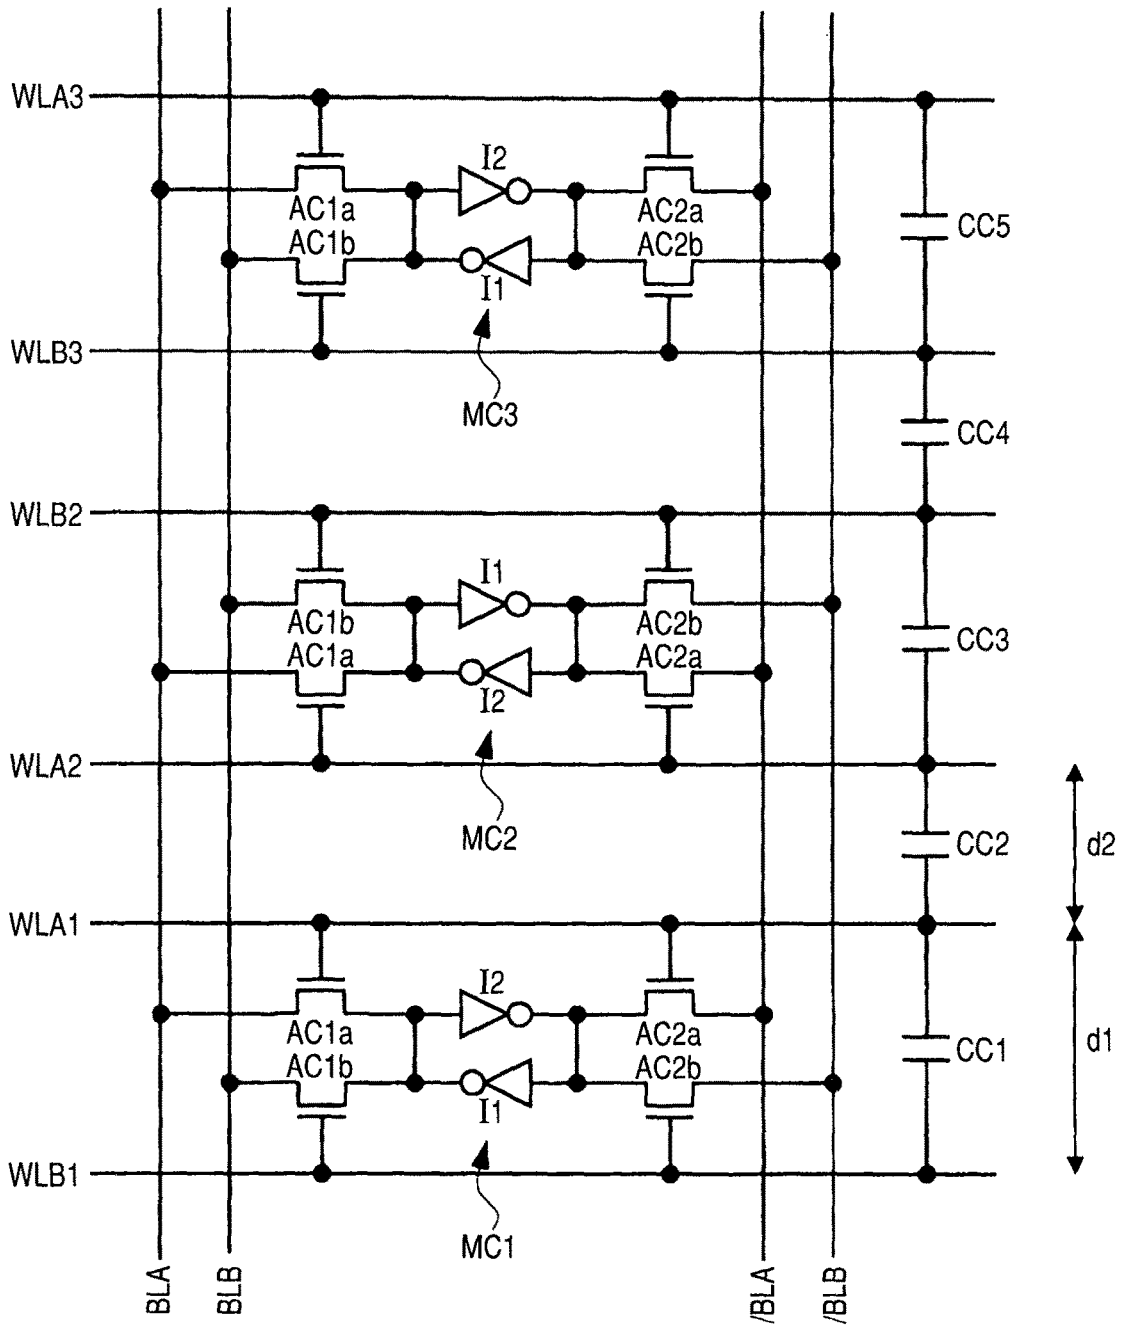 WLA3
I2
AC1a
AC2a
CC5
AC1b
AC2b
I1
WLB3
MC3
CC4
WLB2
I1
AC1b
AC2b
CC3
AC1a
AC2a
I2
WLA2
MC2
CC2
d2
WLA1
I2
AC1a
AC2a
CC1
d1
AC1b
AC2b
I1
WLB1
MC1
BLA
BLB
/BLA
/BLB